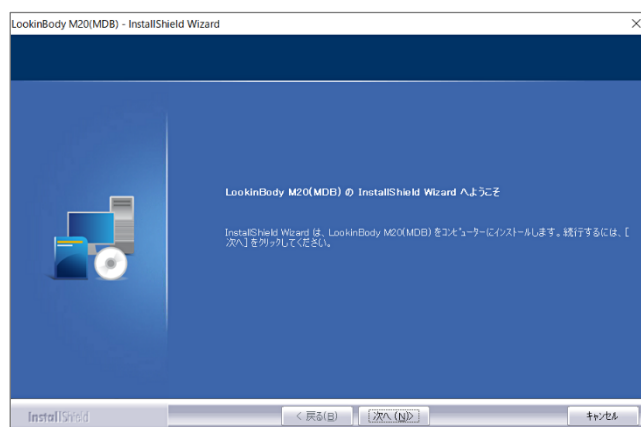 LookinBody M20(MDB) - InstallShield Wizard
LookinBody M20(MDB) の InstallShield Wizard へようこそ
InstallShield Wizard は、LookinBody M20(MDB) をコンピューターにインストールします。続行するには、[
次へ] をクリックしてください。
InstallShield
< 戻る(B)
次へ (N)>
キャンセル